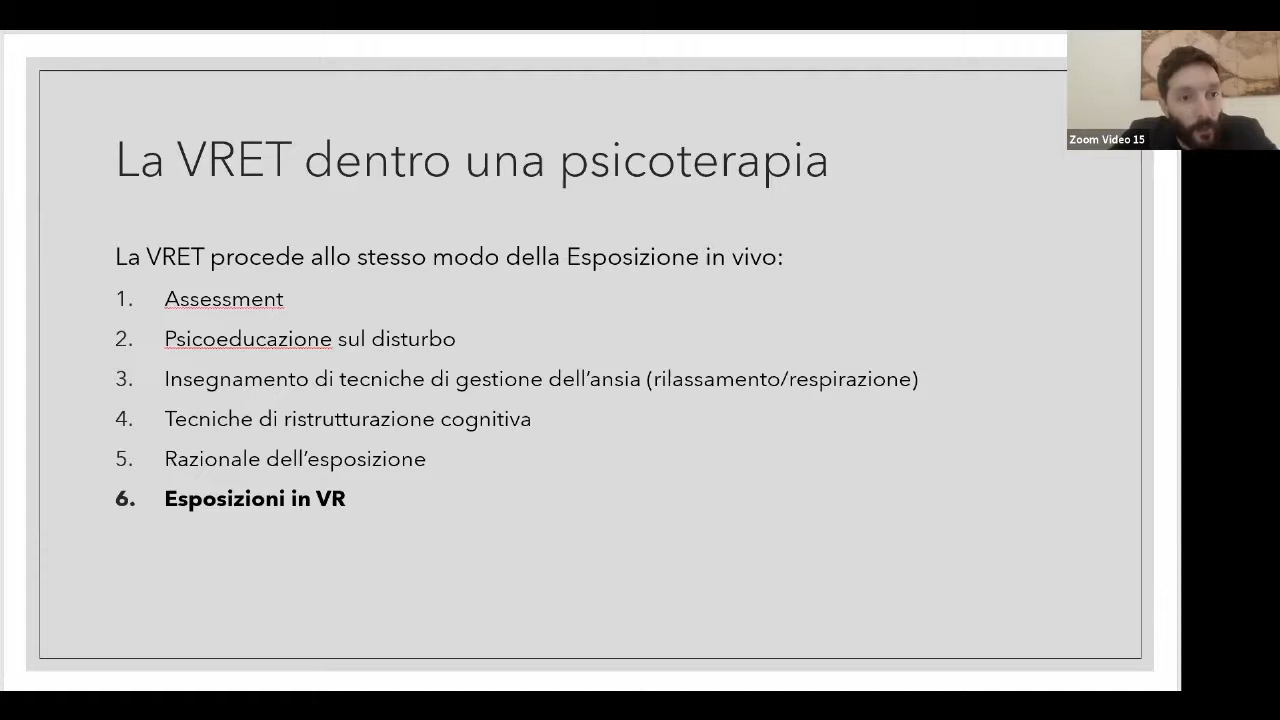 La VRET dentro una psicoterapia
Zoom Video 15
La VRET procede allo stesso modo della Esposizione in vivo:
1. Assessment
2. Psicoeducazione sul disturbo
3. Insegnamento di tecniche di gestione dell’ansia (rilassamento/respirazione)
4. Tecniche di ristrutturazione cognitiva
5. Razionale dell’esposizione
6. Esposizioni in VR